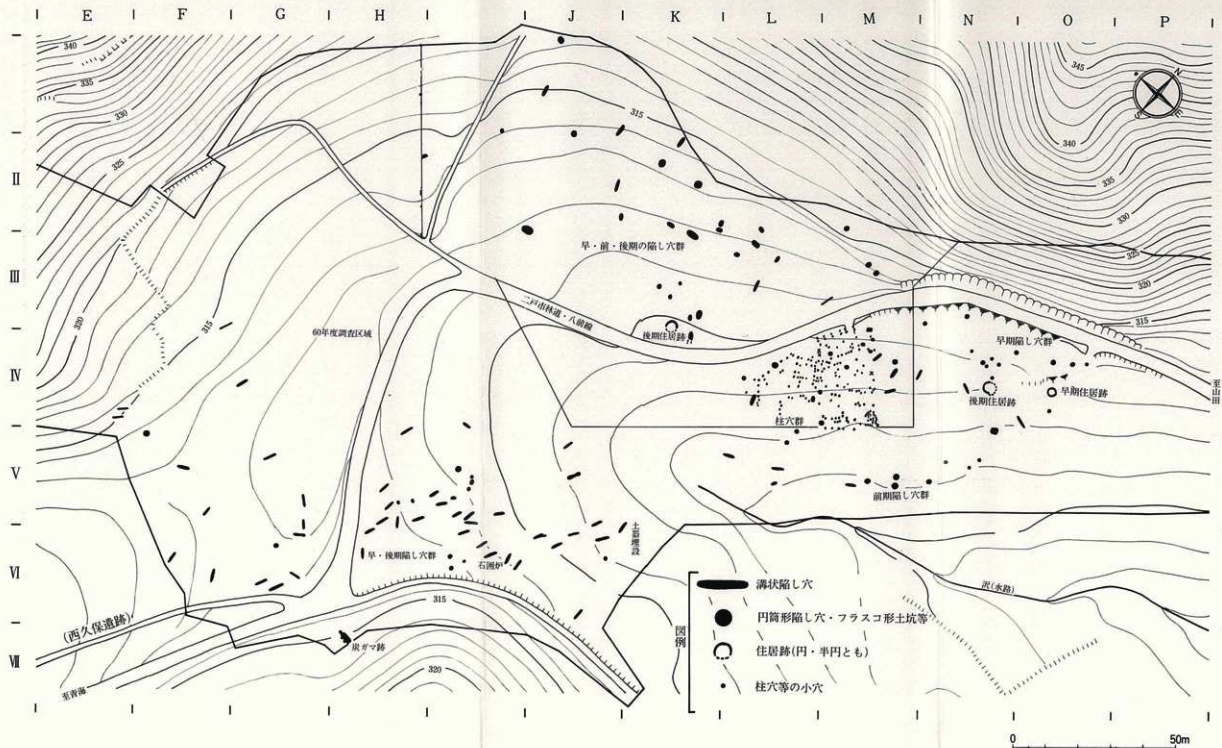 E F G H J K L M N O P
340
335
330
325
320
315
315
345
340
335
330
325
320
315
N
S E
II
III
IV
V
VI
VII
早・前・後期の陥し穴群
二戸市林道・八前線
60年度調査区域
後期住居跡
早期陥し穴群
後期住居跡
早期住居跡
至山田
柱穴群
前期陥し穴群
土器埋設
早・後期陥し穴群
石囲炉
沢(水路)
(西久保遺跡)
315
炭ガマ跡
320
至青海
図例
溝状陥し穴
円筒形陥し穴・フラスコ形土坑等
住居跡(円・半円とも)
柱穴等の小穴
0 50m